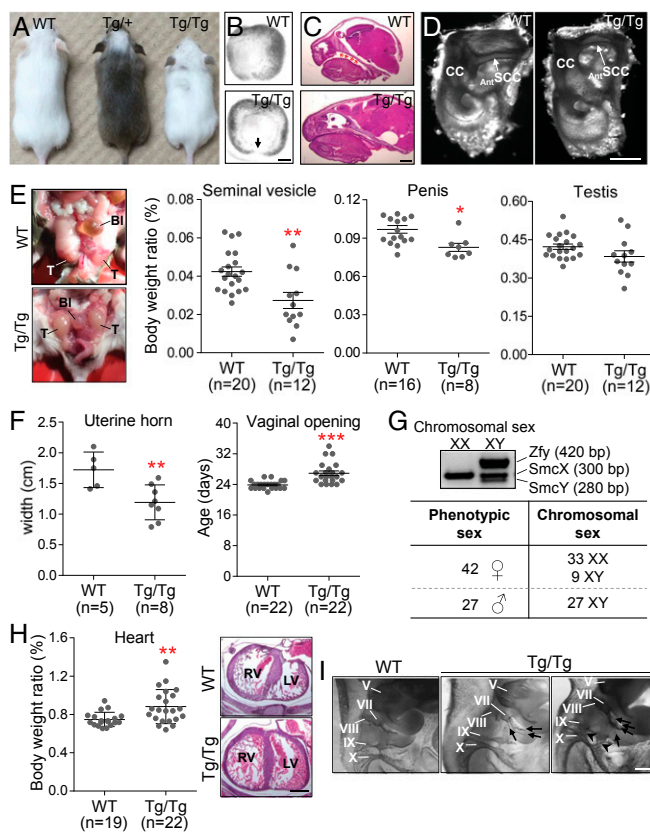 A
WT
Tg/+
Tg/Tg
B
WT
Tg/Tg
C
WT
Tg/Tg
D
WT
CC
Ant SCC
Tg/Tg
CC
Ant SCC
E
WT
Bl
T
T
Tg/Tg
Bl
T
T
Body weight ratio (%)
Seminal vesicle
0.08
0.06
0.04
0.02
0.00
**
WT
(n=20)
Tg/Tg
(n=12)
Penis
0.12
0.09
0.06
0.03
0.00
*
WT
(n=16)
Tg/Tg
(n=8)
Testis
0.60
0.45
0.30
0.15
0.00
WT
(n=20)
Tg/Tg
(n=12)
F
Uterine horn
width (cm)
2.5
2.0
1.5
1.0
0.5
0.0
**
WT
(n=5)
Tg/Tg
(n=8)
Vaginal opening
Age (days)
40
32
24
16
8
0
***
WT
(n=22)
Tg/Tg
(n=22)
G
Chromosomal sex
XX XY
Zfy (420 bp)
SmcX (300 bp)
SmcY (280 bp)
Phenotypic sex
Chromosomal sex
42 ♀
33 XX
9 XY
27 ♂
27 XY
H
Heart
Body weight ratio (%)
1.6
1.2
0.8
0.4
0.0
**
WT
(n=19)
Tg/Tg
(n=22)
WT
RV
LV
Tg/Tg
RV
LV
I
WT
V
VII
VIII
IX
X
Tg/Tg
V
VII
VIII
IX
X
V
VII
VIII
IX
X